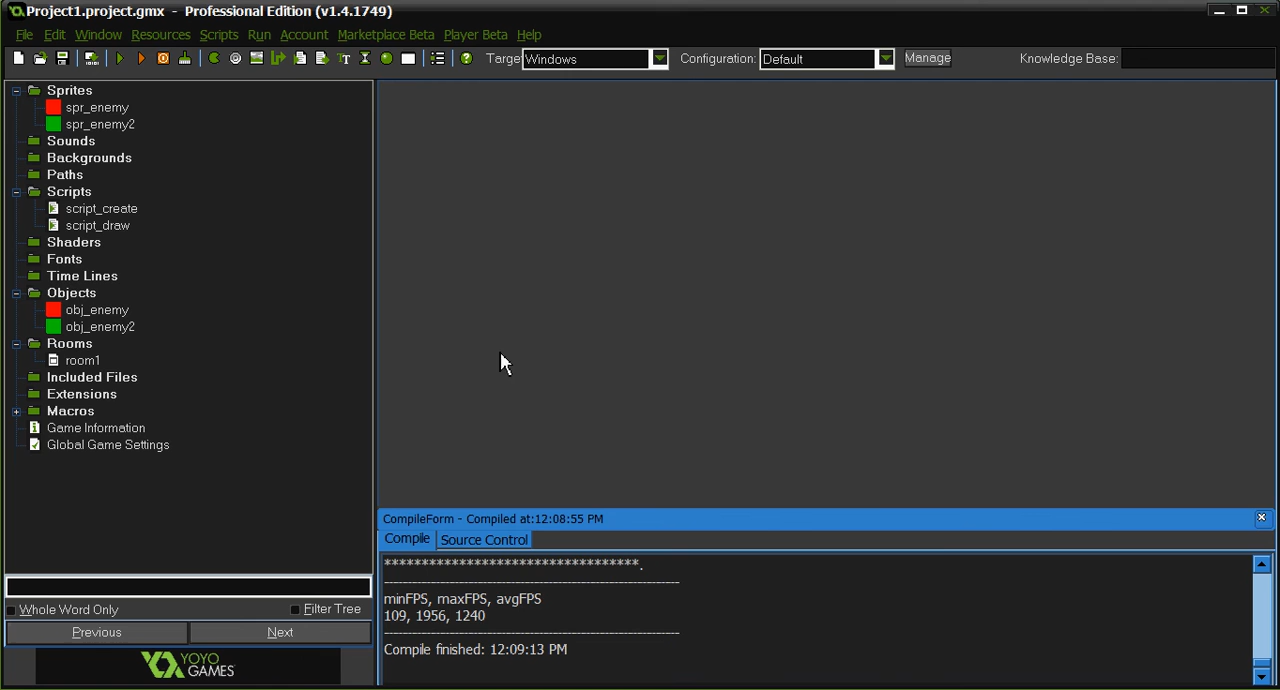 Project1.project.gmx - Professional Edition (v1.4.1749)
File Edit Window Resources Scripts Run Account Marketplace Beta Player Beta Help
Target Windows Configuration: Default Manage Knowledge Base:
Sprites
spr_enemy
spr_enemy2
Sounds
Backgrounds
Paths
Scripts
script_create
script_draw
Shaders
Fonts
Time Lines
Objects
obj_enemy
obj_enemy2
Rooms
room1
Included Files
Extensions
Macros
Game Information
Global Game Settings
Whole Word Only Filter Tree
Previous Next
YOYO
GAMES
CompileForm - Compiled at:12:08:55 PM
Compile Source Control
***********************************.
minFPS, maxFPS, avgFPS
109, 1956, 1240
Compile finished: 12:09:13 PM